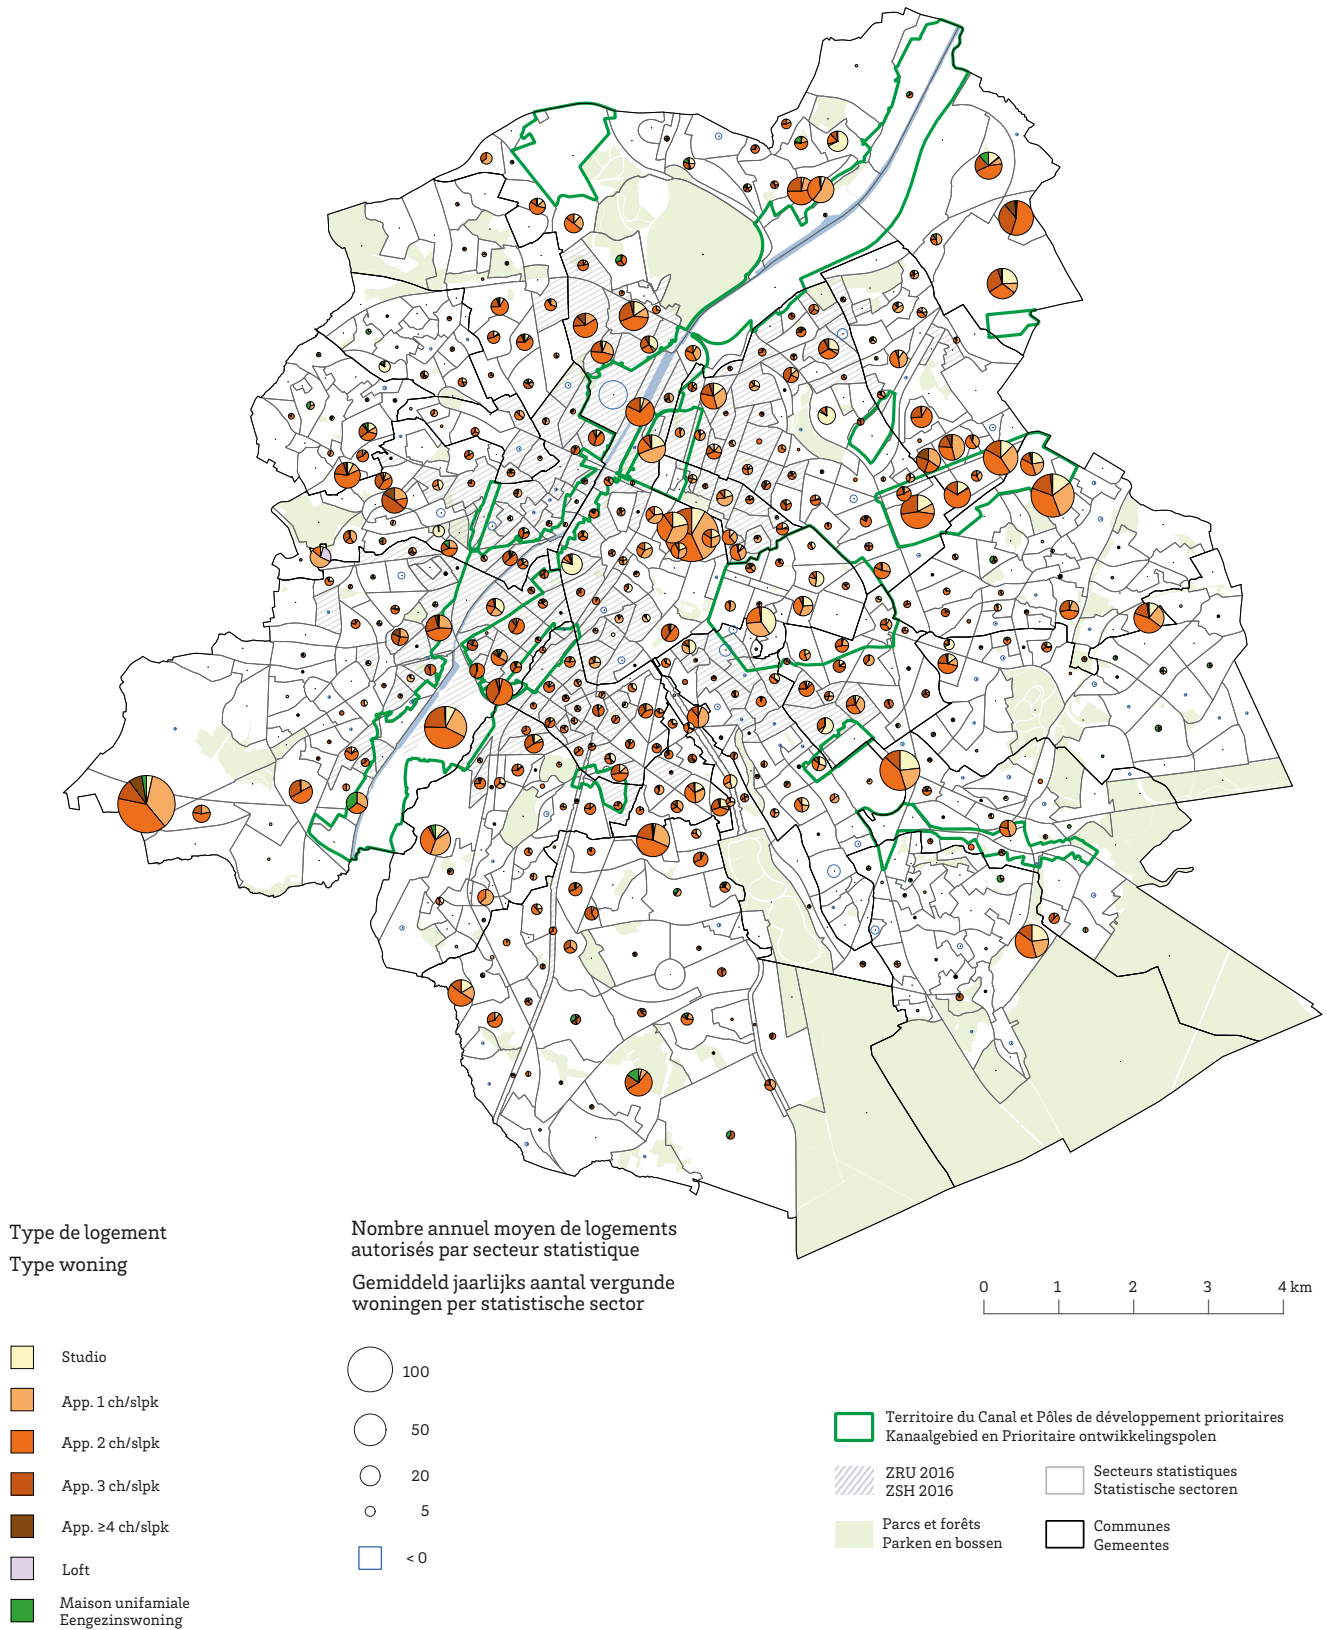 Type de logement
Type woning
Studio
App. 1 ch/slpk
App. 2 ch/slpk
App. 3 ch/slpk
App. ≥4 ch/slpk
Loft
Maison unifamiale
Eengezinswoning
Nombre annuel moyen de logements
autorisés par secteur statistique
Gemiddeld jaarlijks aantal vergunde
woningen per statistische sector
100
50
20
5
< 0
0 1 2 3 4 km
Territoire du Canal et Pôles de développement prioritaires
Kanaalgebied en Prioritaire ontwikkelingspolen
ZRU 2016
ZSH 2016
Secteurs statistiques
Statistische sectoren
Parcs et forêts
Parken en bossen
Communes
Gemeentes